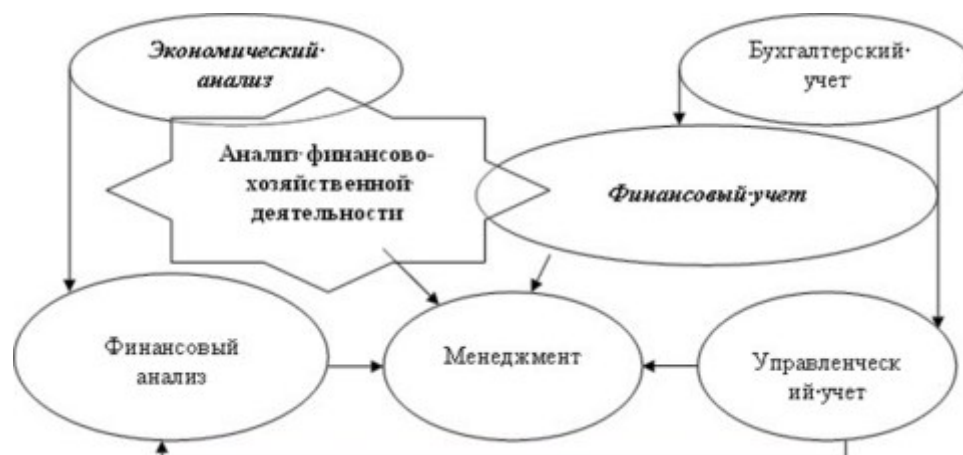 Экономический·
анализ
Бухгалтерский·
учет
Анализ·финансово-
хозяйственной
деятельности
Финансовый·учет
Финансовый
анализ
Менеджмент
Управленческ
ий·учет